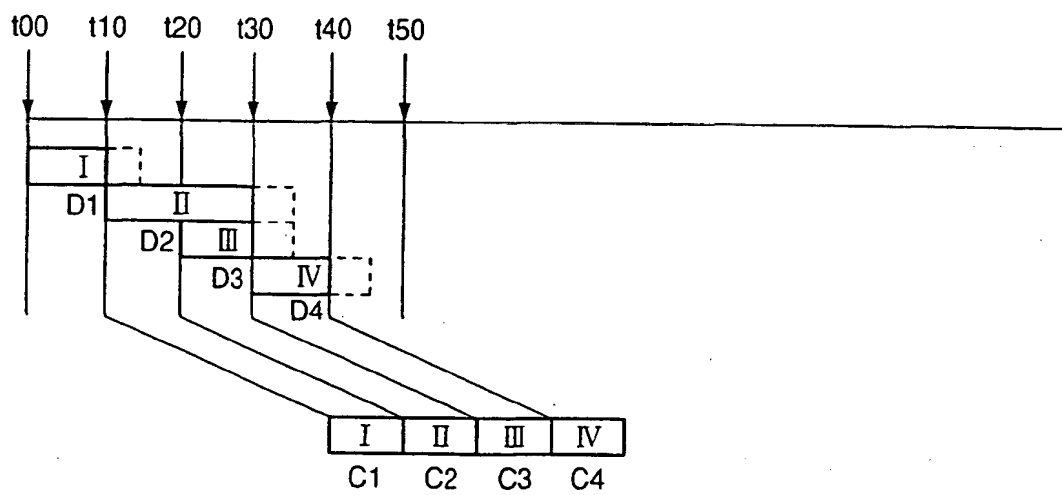 t00 t10 t20 t30 t40 t50
Ⅰ
D1 Ⅱ
D2 Ⅲ
D3 Ⅳ
D4
Ⅰ Ⅱ Ⅲ Ⅳ
C1 C2 C3 C4